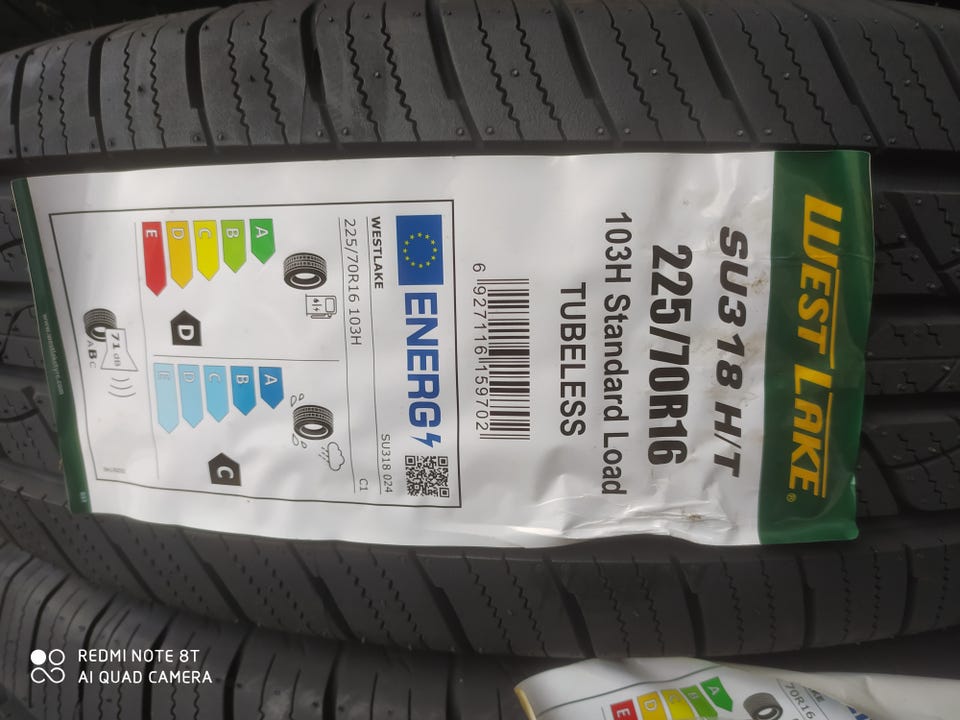 WEST LAKE®
SU318 H/T
225/70R16
103H Standard Load
TUBELESS
6 927116 159702
ENERG
WESTLAKE
SU318 024
225/70R16 103H
C1
A
B
C
D
E
D
A
B
C
D
E
C
71 dB
ABC
REDMI NOTE 8T
AI QUAD CAMERA
70R16
A
B
C
D
E